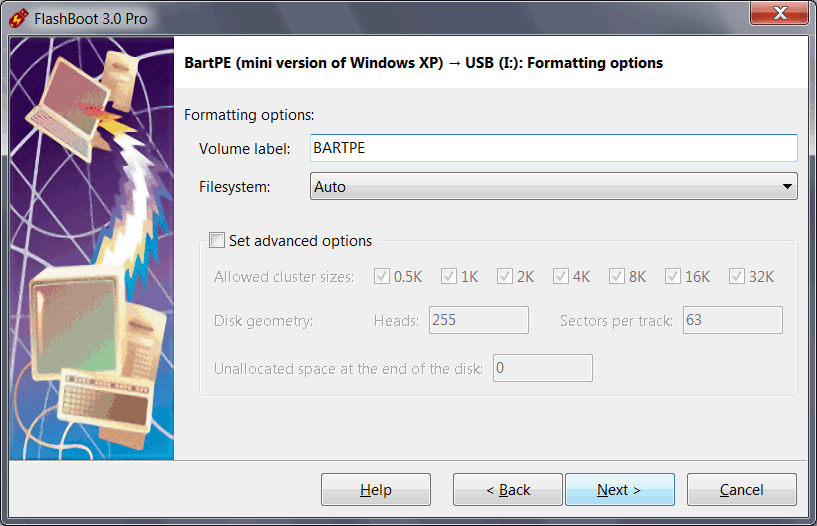 FlashBoot 3.0 Pro
BartPE (mini version of Windows XP) → USB (I:): Formatting options
Formatting options:
Volume label: BARTPE
Filesystem: Auto
Set advanced options
Allowed cluster sizes: 0.5K 1K 2K 4K 8K 16K 32K
Disk geometry: Heads: 255 Sectors per track: 63
Unallocated space at the end of the disk: 0
Help < Back Next > Cancel